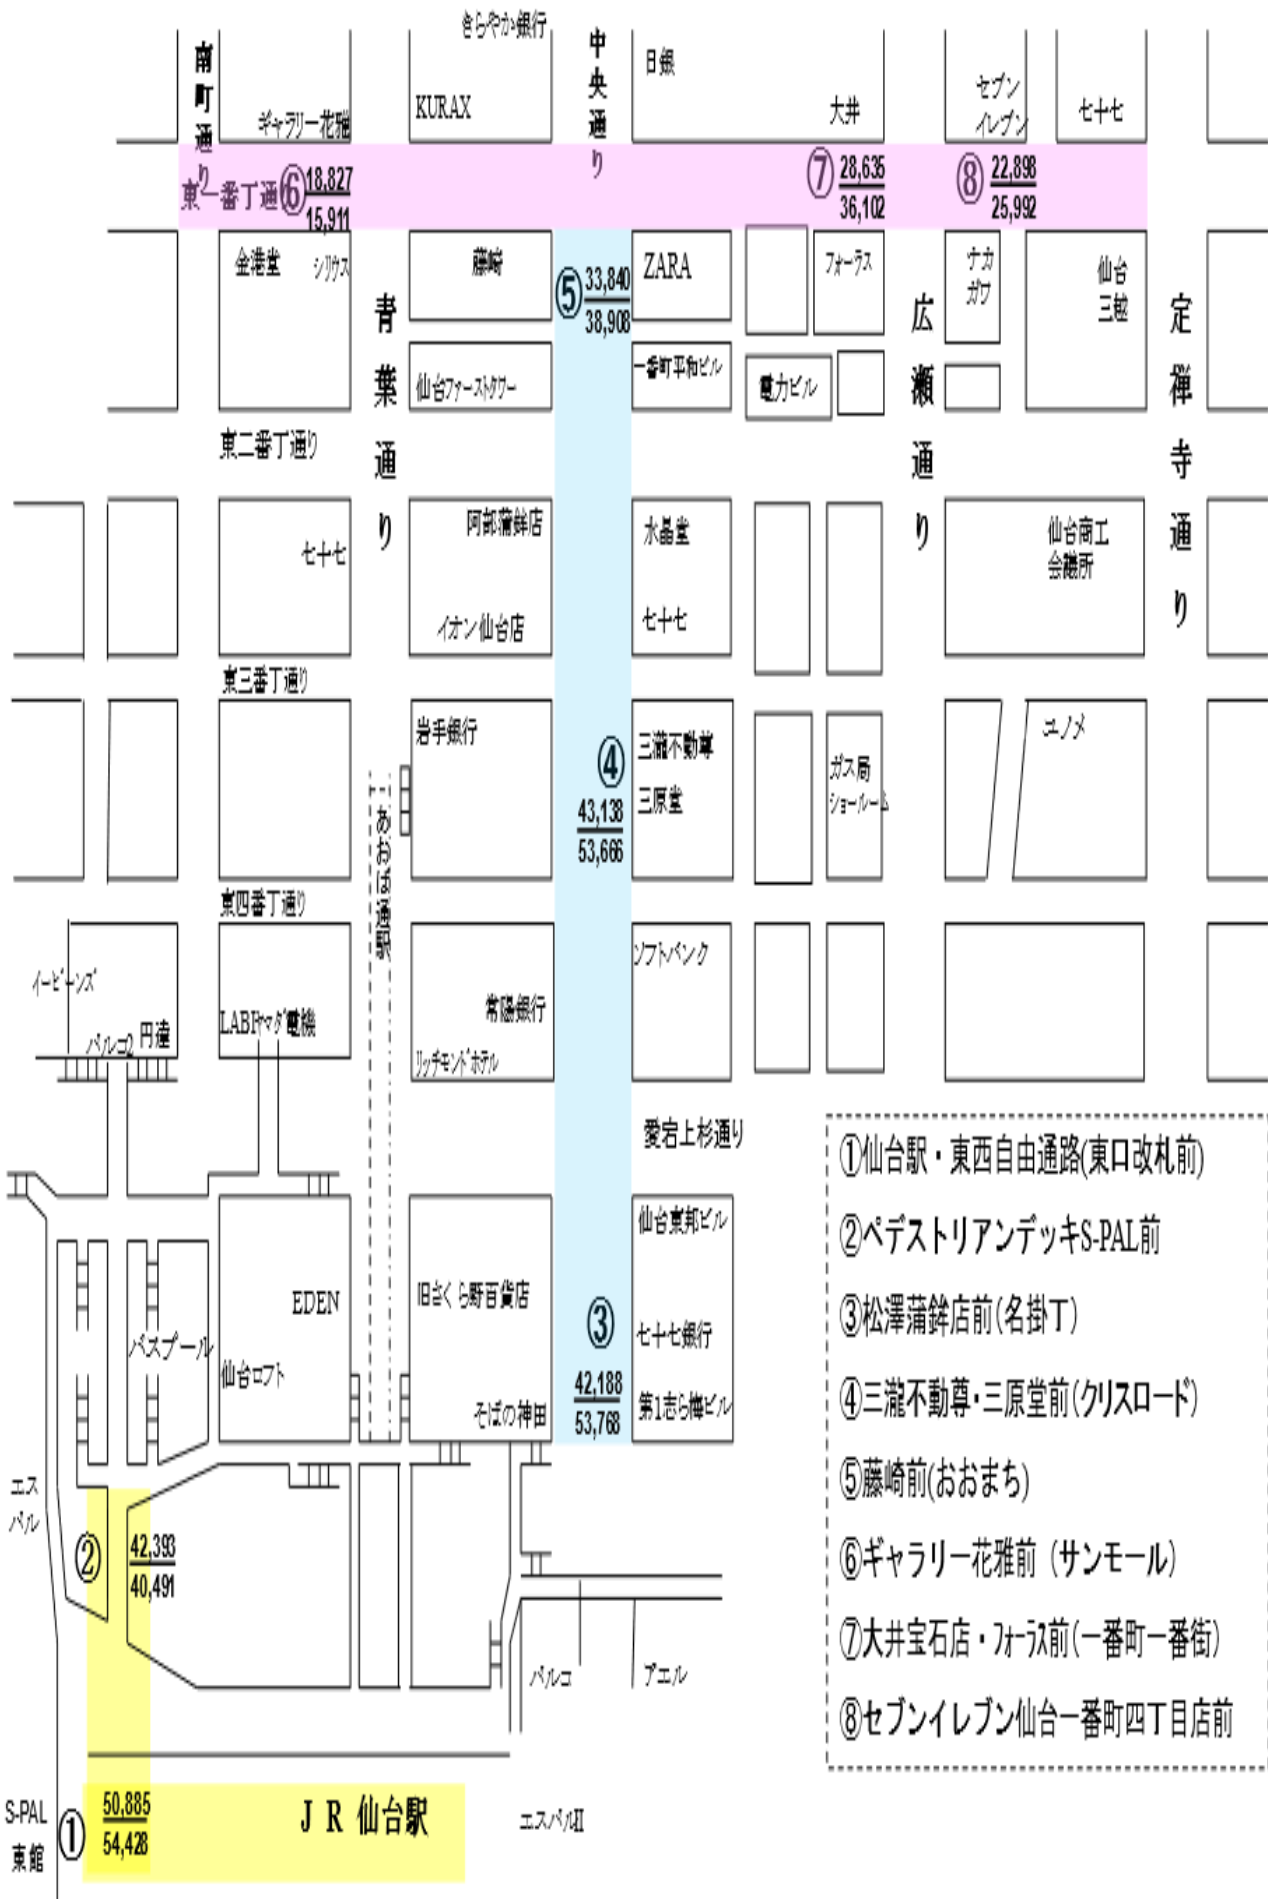 きらやか銀行
南町通り
中央通り
日銀
KURAX
大井
セブン
イレブン
七十七
ギャラリー花雅
東一番丁通り
⑥
18,827
15,911
⑦
28,635
36,102
⑧
22,898
25,992
金港堂
シリウス
藤崎
⑤
33,840
38,908
ZARA
フォーラス
ナカ
ガワ
仙台
三越
青葉通り
広瀬通り
定禅寺通り
仙台ファーストタワー
一番町平和ビル
電力ビル
東二番丁通り
七十七
阿部蒲鉾店
イオン仙台店
水晶堂
七十七
仙台商工
会議所
東三番丁通り
岩手銀行
④
43,138
53,666
三瀧不動尊
三原堂
ガス局
ショールーム
ユノメ
あおば通駅
東四番丁通り
イービーンズ
パルコ2
円達
LABIヤマダ電機
常陽銀行
リッチモンドホテル
ソフトバンク
愛宕上杉通り
バスプール
EDEN
仙台ロフト
旧さくら野百貨店
そばの神田
③
42,188
53,768
仙台東邦ビル
七十七銀行
第1志ら梅ビル
エス
パル
②
42,393
40,491
パルコ
アエル
S-PAL
東館
①
50,885
54,428
JR 仙台駅
エスパルII
①仙台駅・東西自由通路(東口改札前)
②ペデストリアンデッキS-PAL前
③松澤蒲鉾店前(名掛丁)
④三瀧不動尊・三原堂前(クリスロード)
⑤藤崎前(おおまち)
⑥ギャラリー花雅前 (サンモール)
⑦大井宝石店・フォーラス前(一番町一番街)
⑧セブンイレブン仙台一番町四丁目店前